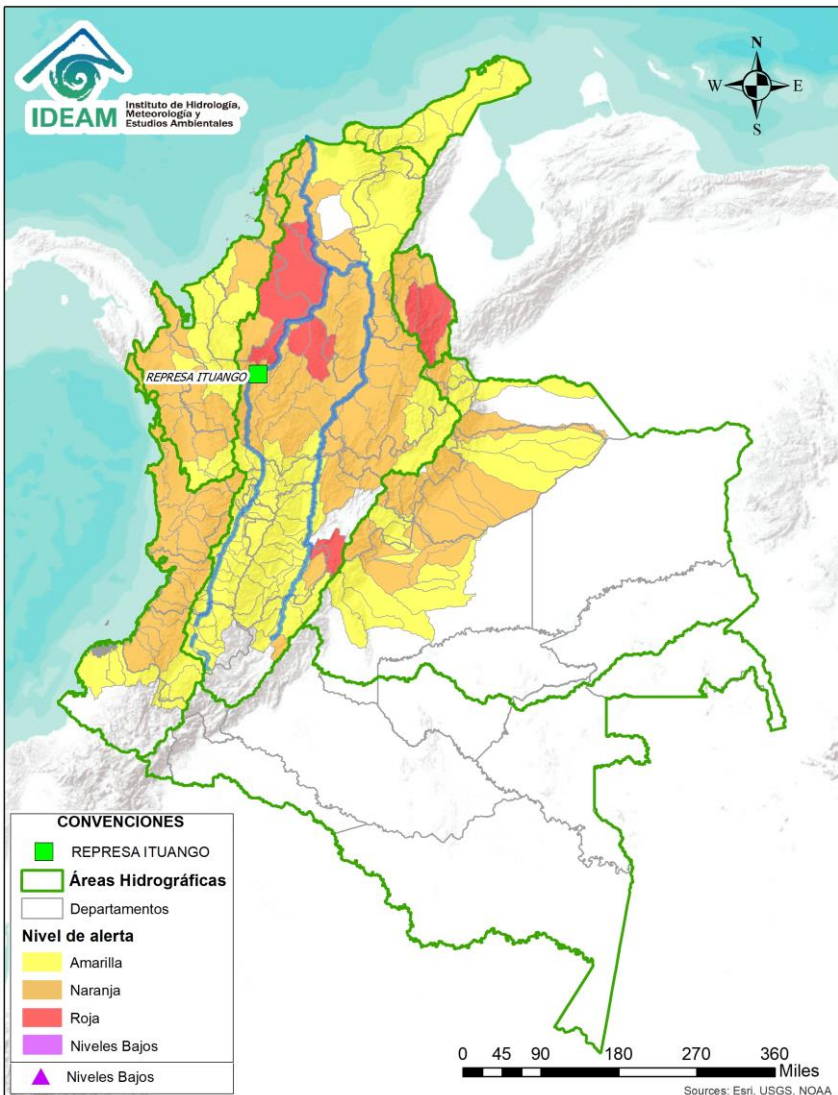 IDEAM
Instituto de Hidrología,
Meteorología y
Estudios Ambientales
N
W
E
S
REPRESA ITUANGO
CONVENCIONES
REPRESA ITUANGO
Áreas Hidrográficas
Departamentos
Nivel de alerta
Amarilla
Naranja
Roja
Niveles Bajos
Niveles Bajos
0 45 90 180 270 360
Miles
Sources: Esri, USGS, NOAA